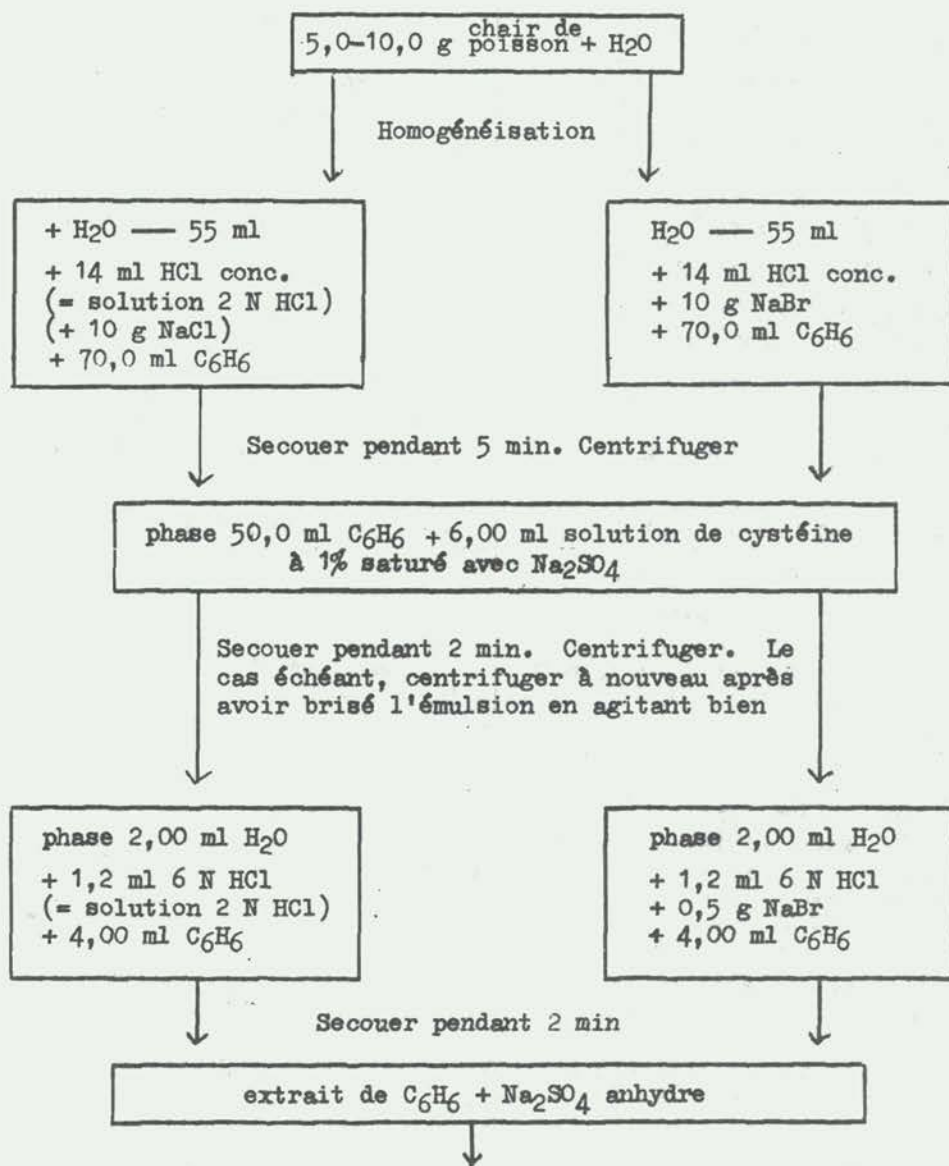 5,0-10,0 g chair de poisson + H2O
Homogénéisation
+ H2O — 55 ml
+ 14 ml HCl conc.
(= solution 2 N HCl)
(+ 10 g NaCl)
+ 70,0 ml C6H6
H2O — 55 ml
+ 14 ml HCl conc.
+ 10 g NaBr
+ 70,0 ml C6H6
Secouer pendant 5 min. Centrifuger
phase 50,0 ml C6H6 + 6,00 ml solution de cystéine
à 1% saturé avec Na2SO4
Secouer pendant 2 min. Centrifuger. Le
cas échéant, centrifuger à nouveau après
avoir brisé l'émulsion en agitant bien
phase 2,00 ml H2O
+ 1,2 ml 6 N HCl
(= solution 2 N HCl)
+ 4,00 ml C6H6
phase 2,00 ml H2O
+ 1,2 ml 6 N HCl
+ 0,5 g NaBr
+ 4,00 ml C6H6
Secouer pendant 2 min
extrait de C6H6 + Na2SO4 anhydre